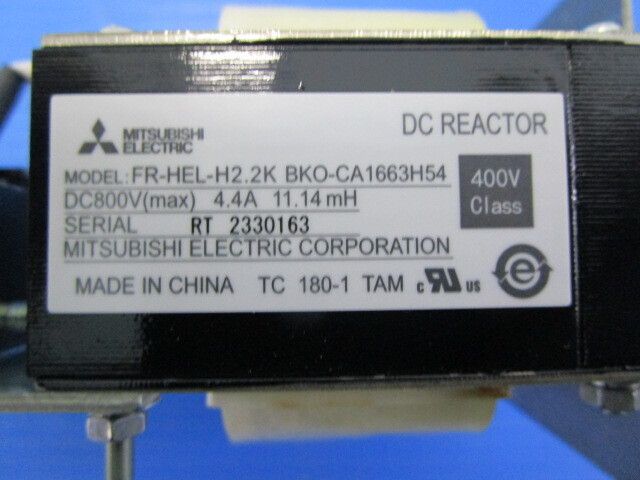 MITSUBISHI
ELECTRIC
DC REACTOR
MODEL: FR-HEL-H2.2K BKO-CA1663H54
DC800V(max) 4.4A 11.14mH
400V
Class
SERIAL RT 2330163
MITSUBISHI ELECTRIC CORPORATION
MADE IN CHINA TC 180-1 TAM c RU US e